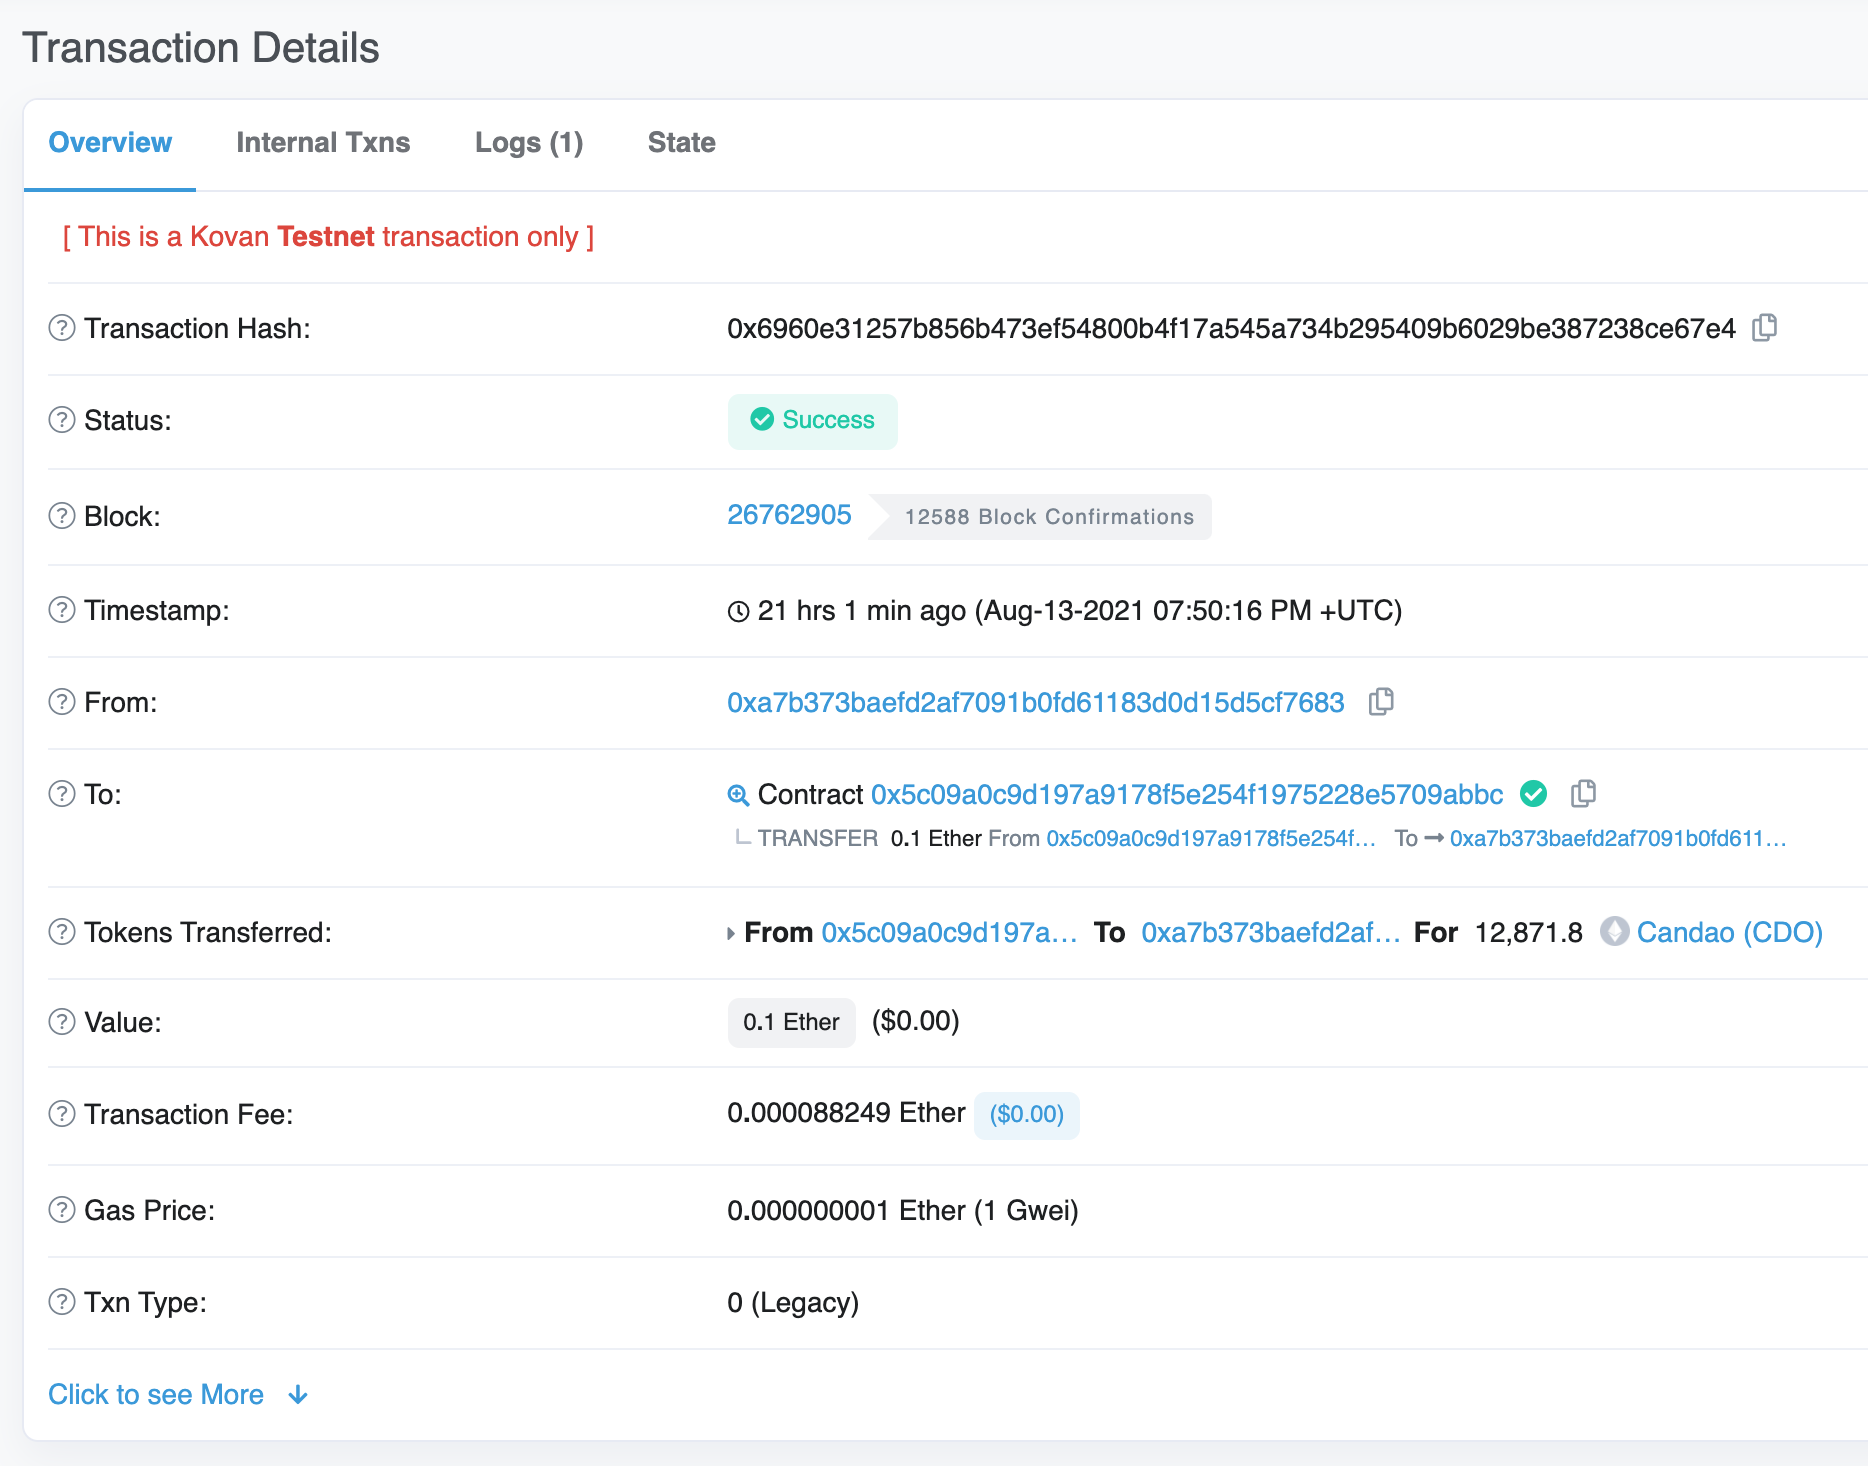 Transaction Details
Overview Internal Txns Logs (1) State
[ This is a Kovan Testnet transaction only ]
Transaction Hash: 0x6960e31257b856b473ef54800b4f17a545a734b295409b6029be387238ce67e4
Status: Success
Block: 26762905 12588 Block Confirmations
Timestamp: 21 hrs 1 min ago (Aug-13-2021 07:50:16 PM +UTC)
From: 0xa7b373baefd2af7091b0fd61183d0d15d5cf7683
To: Contract 0x5c09a0c9d197a9178f5e254f1975228e5709abbc
TRANSFER 0.1 Ether From 0x5c09a0c9d197a9178f5e254f... To → 0xa7b373baefd2af7091b0fd611...
Tokens Transferred: From 0x5c09a0c9d197a... To 0xa7b373baefd2af... For 12,871.8 Candao (CDO)
Value: 0.1 Ether ($0.00)
Transaction Fee: 0.000088249 Ether ($0.00)
Gas Price: 0.000000001 Ether (1 Gwei)
Txn Type: 0 (Legacy)
Click to see More ↓